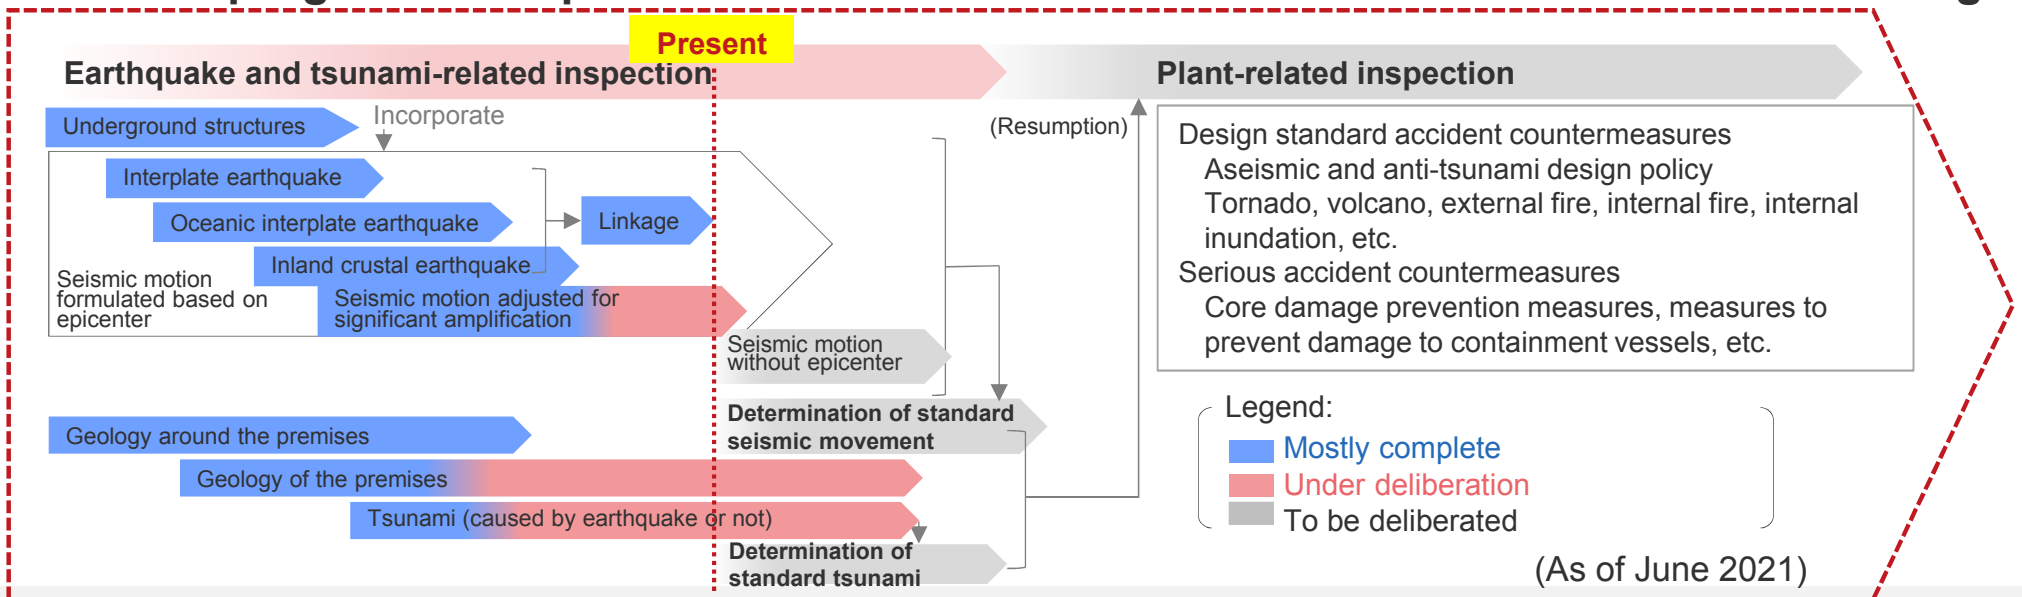 Present
Earthquake and tsunami-related inspection
Plant-related inspection
Underground structures
Incorporate
(Resumption)
Interplate earthquake
Oceanic interplate earthquake
Linkage
Inland crustal earthquake
Seismic motion
formulated based on
epicenter
Seismic motion adjusted for
significant amplification
Seismic motion
without epicenter
Determination of standard
seismic movement
Geology around the premises
Geology of the premises
Tsunami (caused by earthquake or not)
Determination of
standard tsunami
Design standard accident countermeasures
Aseismic and anti-tsunami design policy
Tornado, volcano, external fire, internal fire, internal
inundation, etc.
Serious accident countermeasures
Core damage prevention measures, measures to
prevent damage to containment vessels, etc.
Legend:
Mostly complete
Under deliberation
To be deliberated
(As of June 2021)